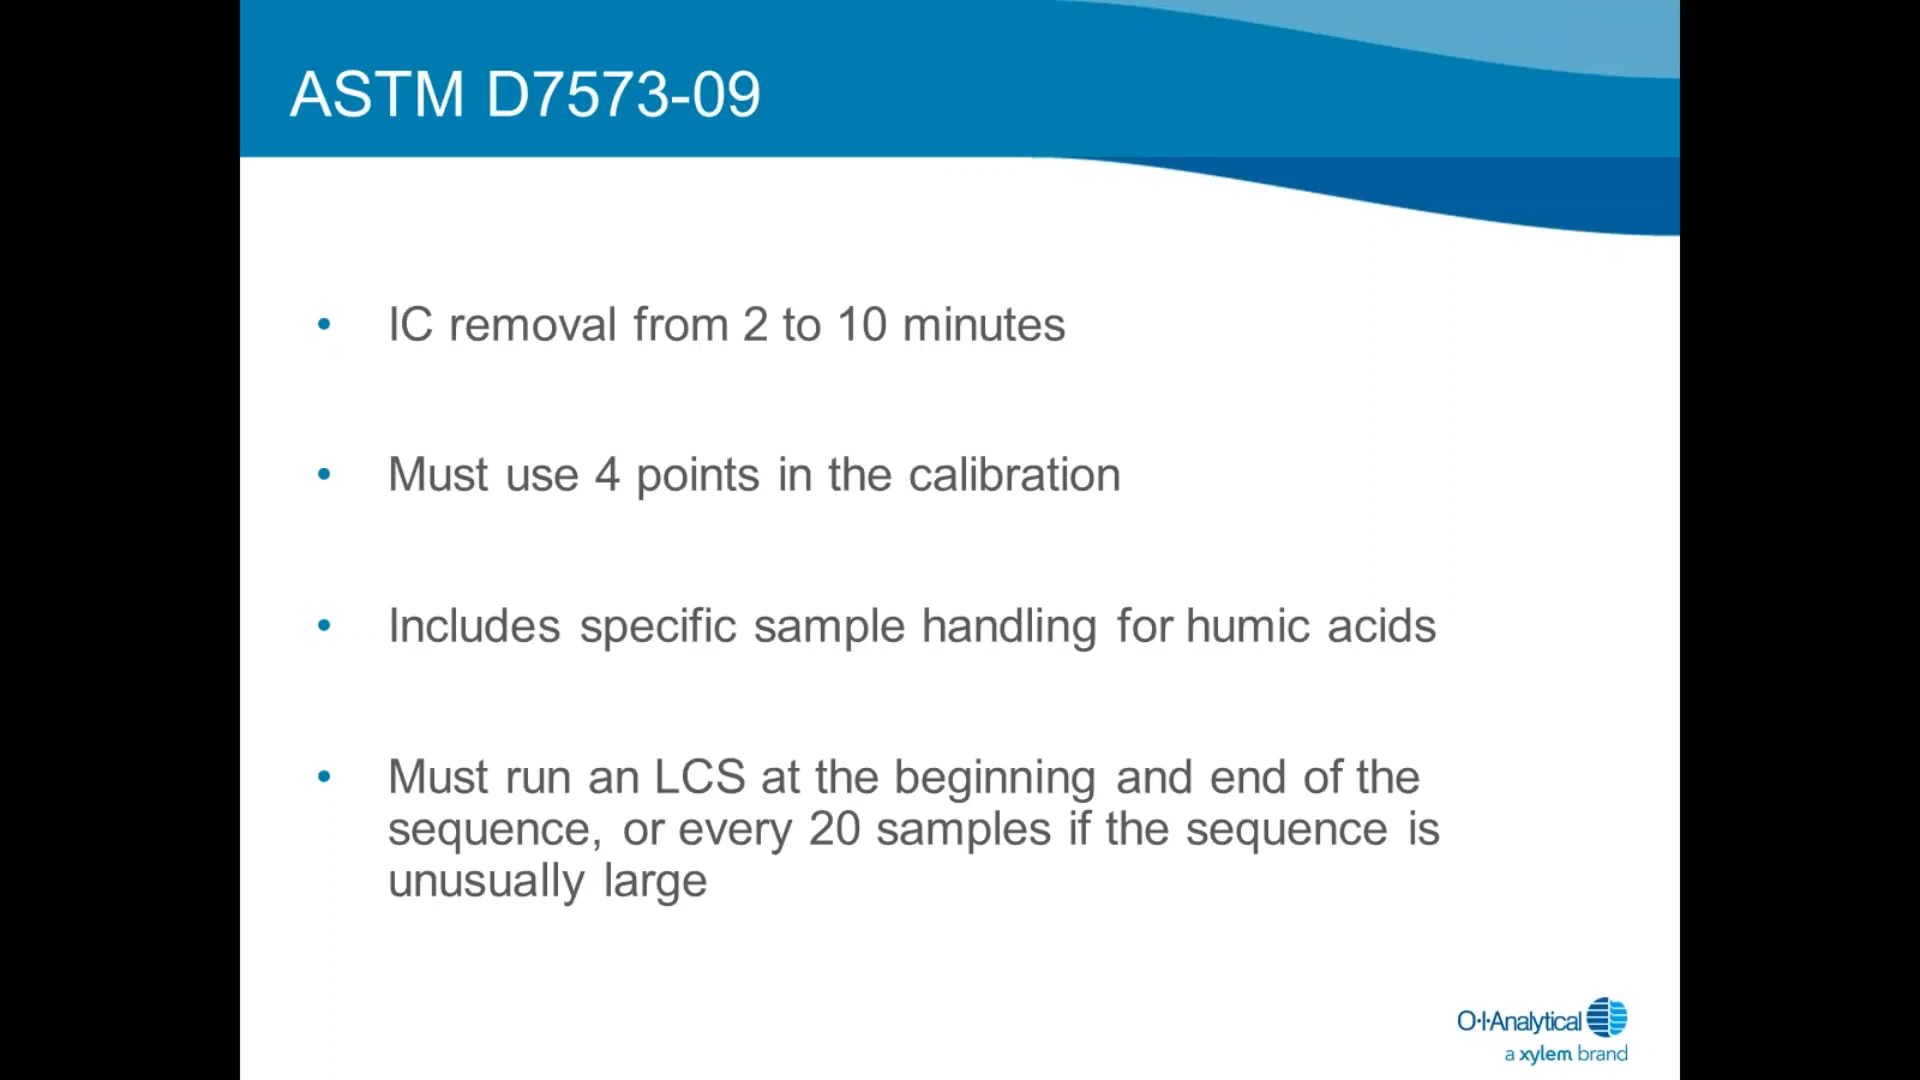 ASTM D7573-09
• IC removal from 2 to 10 minutes
• Must use 4 points in the calibration
• Includes specific sample handling for humic acids
• Must run an LCS at the beginning and end of the
sequence, or every 20 samples if the sequence is
unusually large
O·I·Analytical
a xylem brand